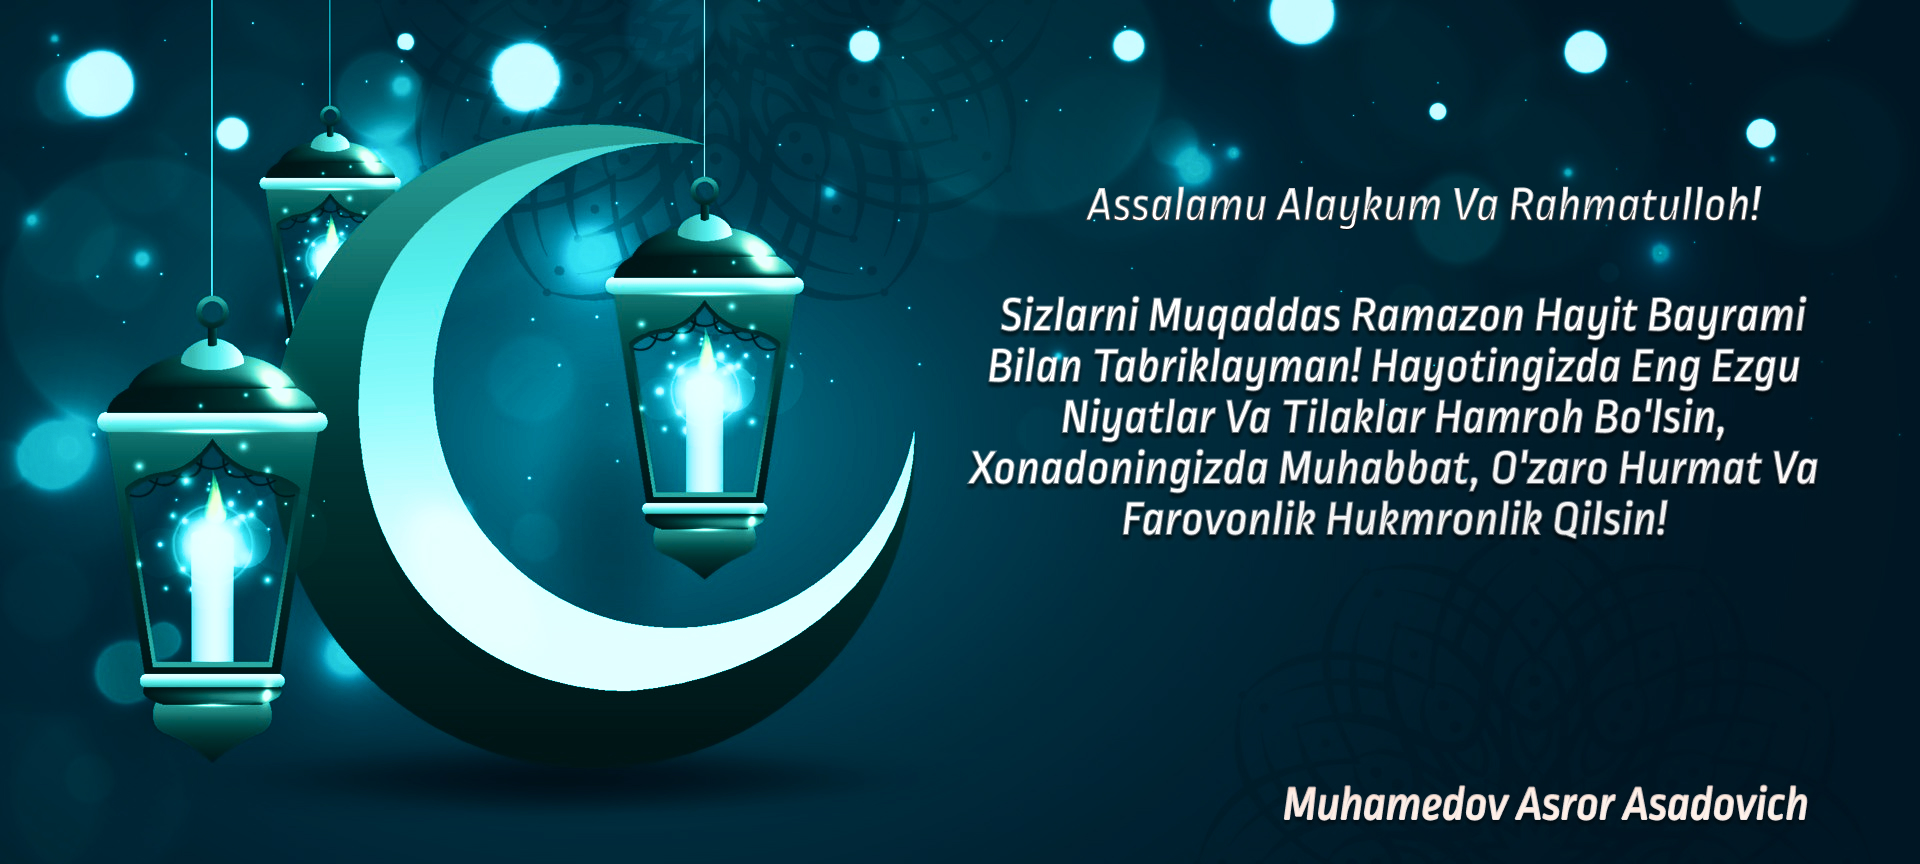 Assalamu Alaykum Va Rahmatulloh!
Sizlarni Muqaddas Ramazon Hayit Bayrami
Bilan Tabriklayman! Hayotingizda Eng Ezgu
Niyatlar Va Tilaklar Hamroh Bo'lsin,
Xonadoningizda Muhabbat, O'zaro Hurmat Va
Farovonlik Hukmronlik Qilsin!
Muhamedov Asror Asadovich